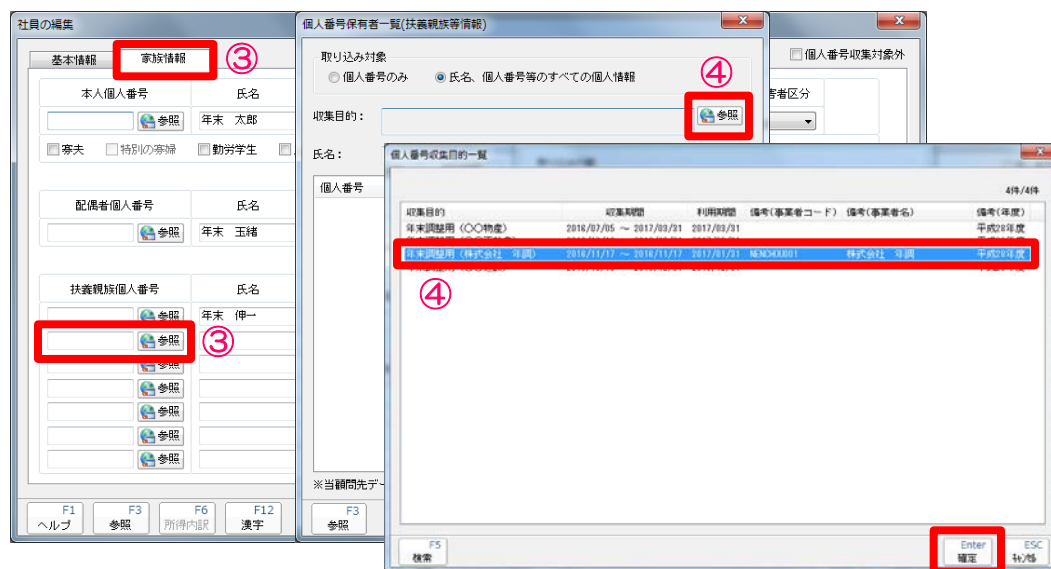 社員の編集
基本情報
家族情報
③
個人番号収集対象外
本人個人番号
氏名
害者区分
参照
年末 太郎
寡夫
特別の寡婦
勤労学生
配偶者個人番号
氏名
参照
年末 玉緒
扶養親族個人番号
氏名
参照
年末 伸一
参照
③
参照
参照
参照
参照
参照
F1
ヘルプ
F3
参照
F6
所得内訳
F12
漢字
個人番号保有者一覧(扶養親族等情報)
取り込み対象
個人番号のみ
氏名、個人番号等のすべての個人情報
④
収集目的:
参照
氏名:
個人番号
※当顧問先デー
F3
参照
個人番号収集目的一覧
4件/4件
収集目的
収集期間
利用期間
備考(事業者コード)
備考(事業者名)
備考(年度)
年末調整用 (〇〇物産)
2016/07/05 ~ 2017/03/31
2017/03/31
平成28年度
年末調整用 (株式会社 年調)
2016/11/17 ~ 2016/11/17
2017/01/31
NENCHOU001
株式会社 年調
平成28年度
④
F5
検索
Enter
確定
ESC
ｷｬﾝｾﾙ